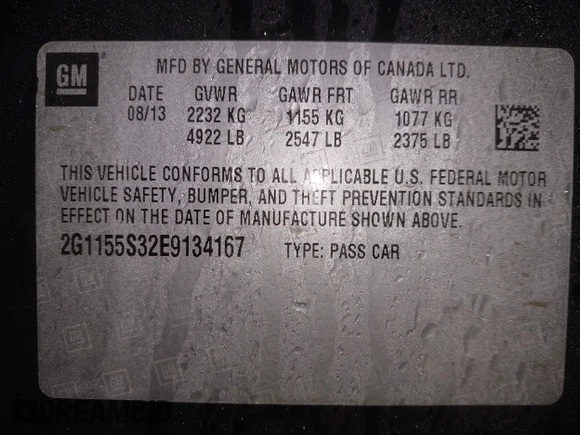 GM
MFD BY GENERAL MOTORS OF CANADA LTD.
DATE GVWR GAWR FRT GAWR RR
08/13 2232 KG 1155 KG 1077 KG
4922 LB 2547 LB 2375 LB
THIS VEHICLE CONFORMS TO ALL APPLICABLE U.S. FEDERAL MOTOR
VEHICLE SAFETY, BUMPER, AND THEFT PREVENTION STANDARDS IN
EFFECT ON THE DATE OF MANUFACTURE SHOWN ABOVE.
2G1155S32E9134167 TYPE: PASS CAR
DREAMBID